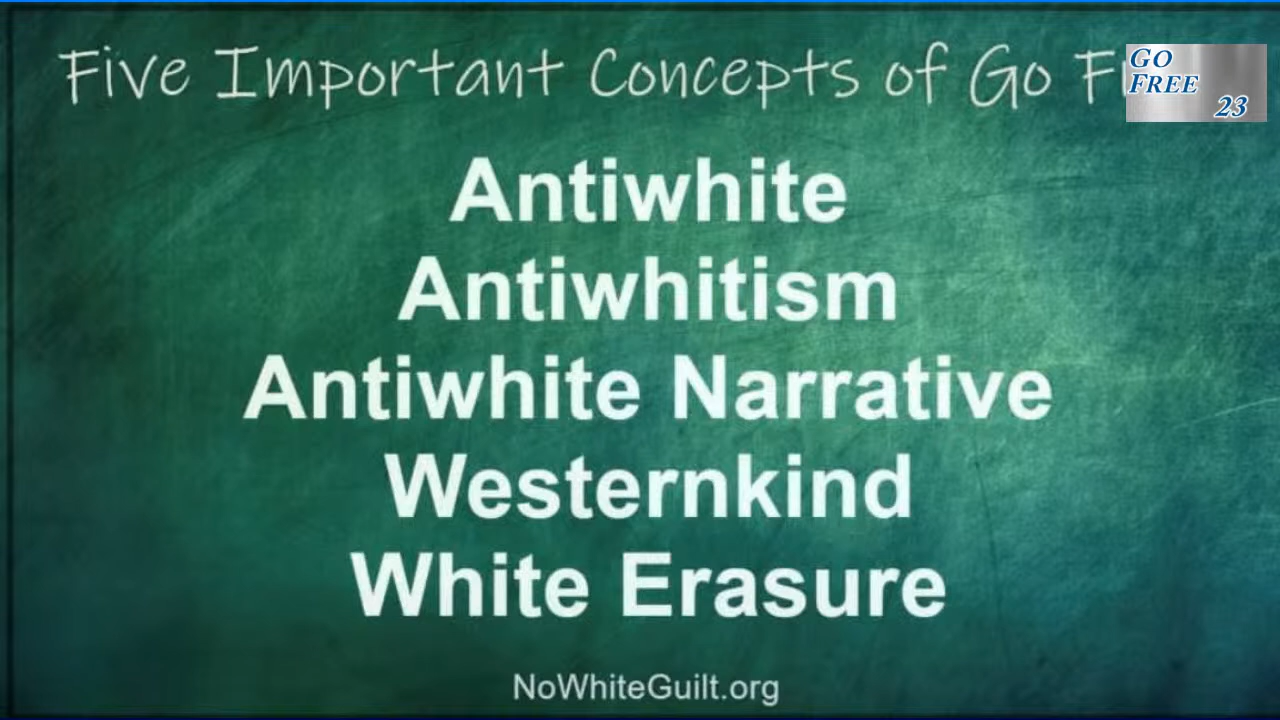 Five Important Concepts of Go F
GO
FREE
23
Antiwhite
Antiwhitism
Antiwhite Narrative
Westernkind
White Erasure
NoWhiteGuilt.org